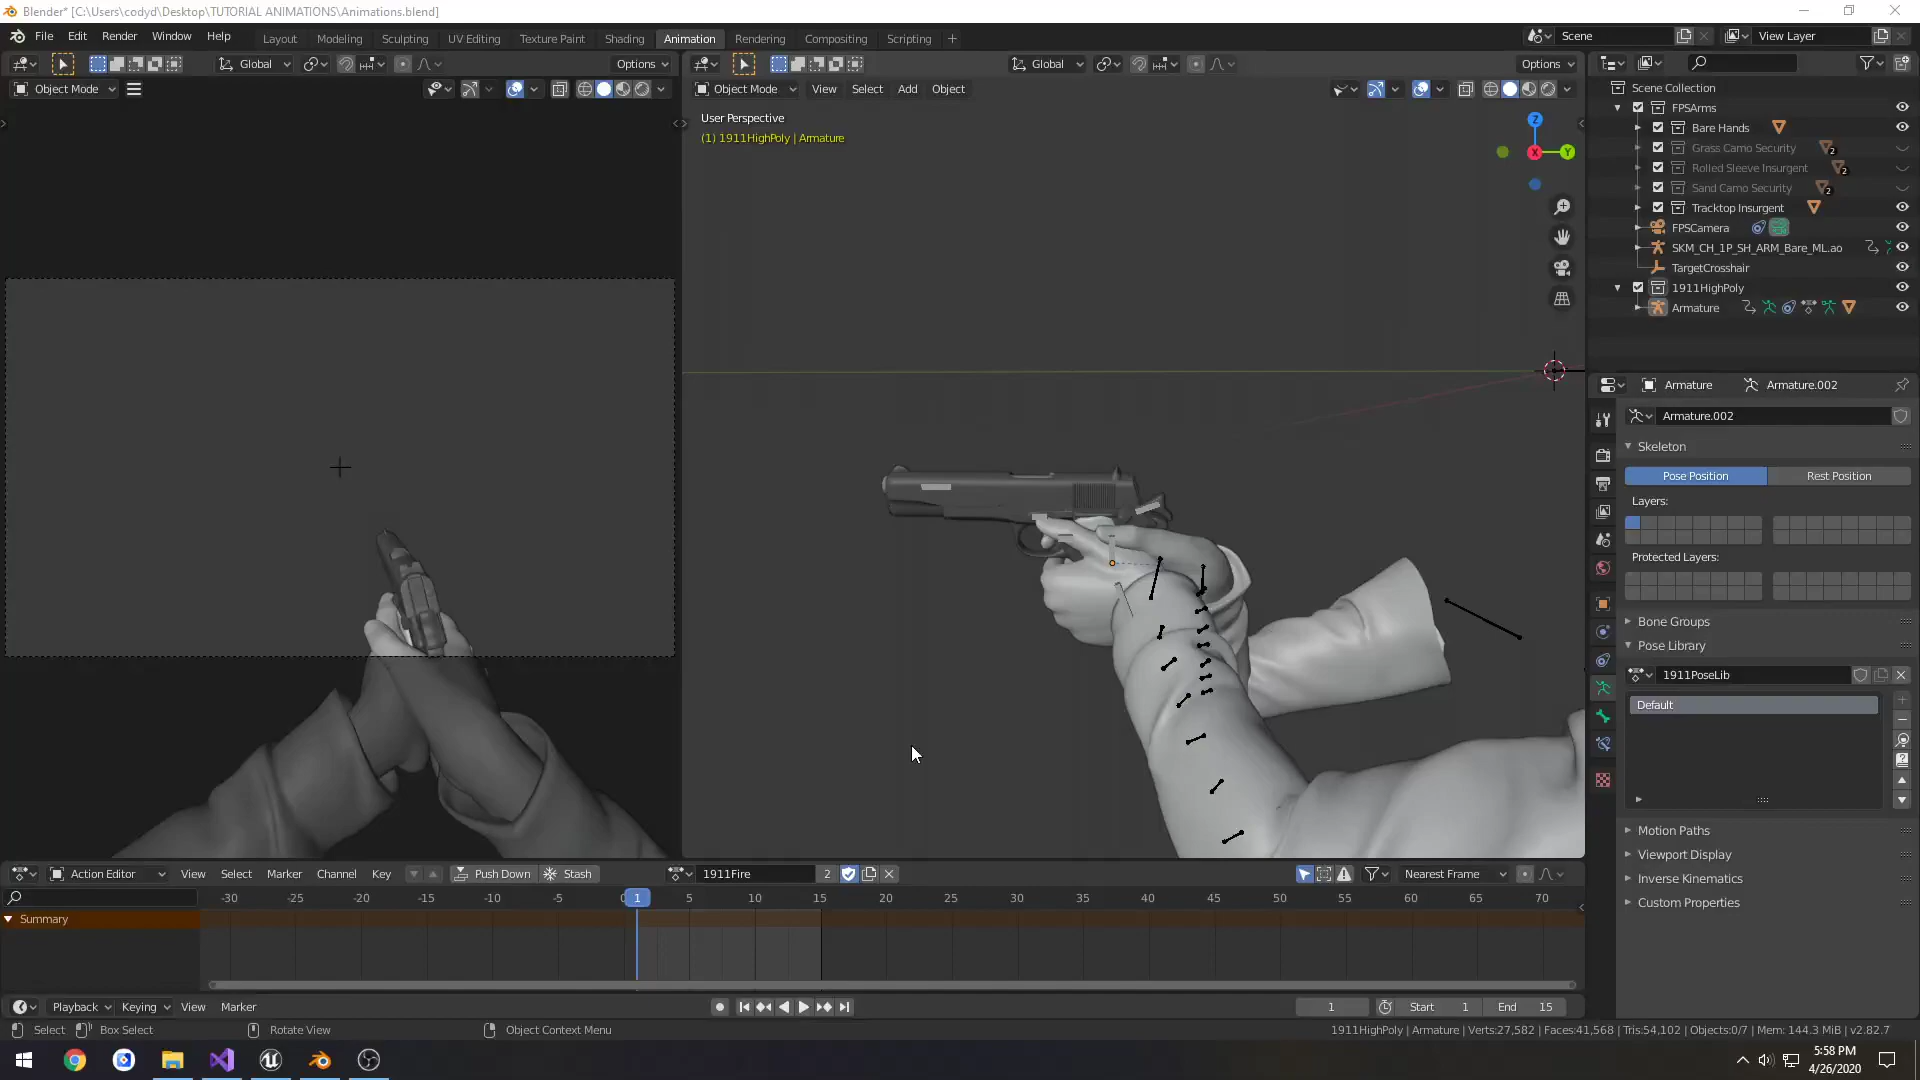 Blender* [C:\Users\codyd\Desktop\TUTORIAL ANIMATIONS\Animations.blend]
File Edit Render Window Help
Layout Modeling Sculpting UV Editing Texture Paint Shading Animation Rendering Compositing Scripting +
Scene
View Layer
Global
Options
Global
Options
Object Mode
Object Mode View Select Add Object
User Perspective
(1) 1911HighPoly | Armature
Z
X
Y
Scene Collection
FPSArms
Bare Hands
Grass Camo Security 2
Rolled Sleeve Insurgent 2
Sand Camo Security 2
Tracktop Insurgent
FPSCamera
SKM_CH_1P_SH_ARM_Bare_ML.ao
TargetCrosshair
1911HighPoly
Armature
Armature Armature.002
Armature.002
Skeleton
Pose Position Rest Position
Layers:
Protected Layers:
Bone Groups
Pose Library
1911PoseLib
Default
Motion Paths
Viewport Display
Inverse Kinematics
Custom Properties
Action Editor View Select Marker Channel Key Push Down Stash 1911Fire 2 Nearest Frame
-30 -25 -20 -15 -10 -5 0 1 5 10 15 20 25 30 35 40 45 50 55 60 65 70
Summary
Playback Keying View Marker 1 Start 1 End 15
Select Box Select Rotate View Object Context Menu
1911HighPoly | Armature | Verts:27,582 | Faces:41,568 | Tris:54,102 | Objects:0/7 | Mem: 144.3 MiB | v2.82.7
5:58 PM
4/26/2020